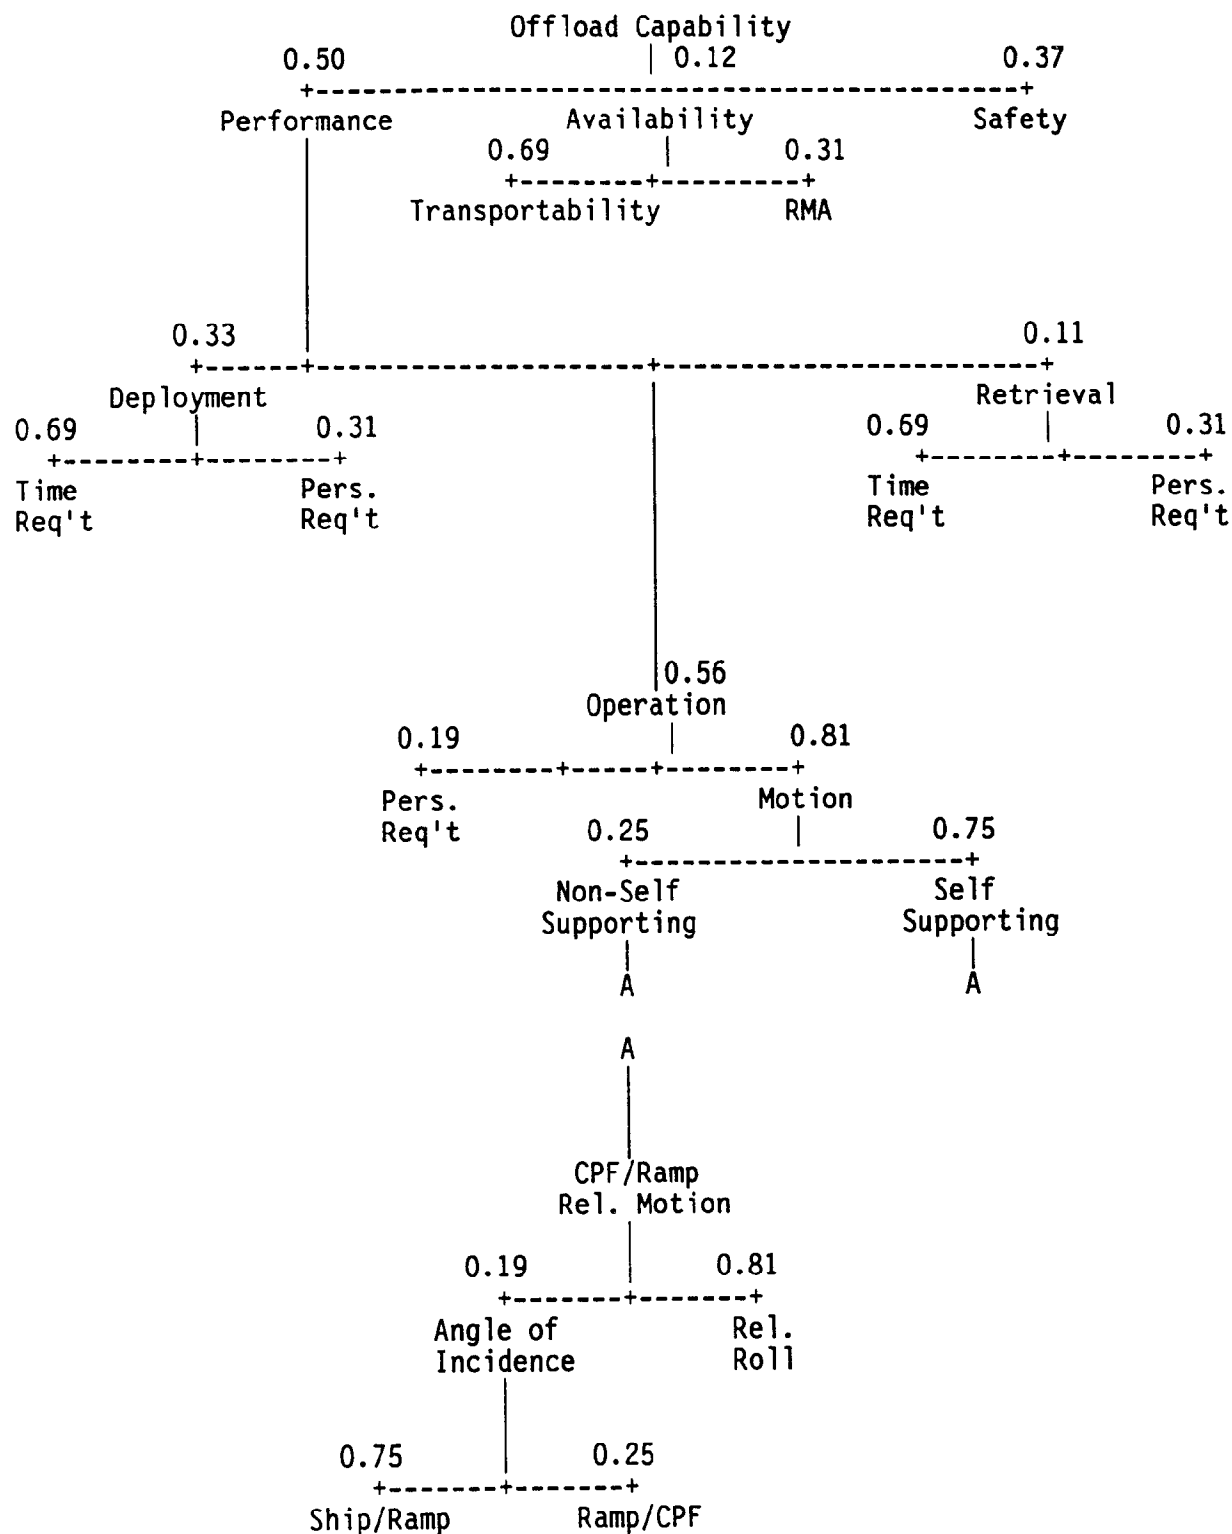 Offload Capability
0.50 0.12 0.37
Performance Availability Safety
0.69 0.31
Transportability RMA
0.33 0.11
Deployment Retrieval
0.69 0.31 0.69 0.31
Time Pers. Time Pers.
Req't Req't Req't Req't
0.56
Operation
0.19 0.81
Pers. Motion
Req't 0.25 0.75
Non-Self Self
Supporting Supporting
A A
A
CPF/Ramp
Rel. Motion
0.19 0.81
Angle of Rel.
Incidence Roll
0.75 0.25
Ship/Ramp Ramp/CPF